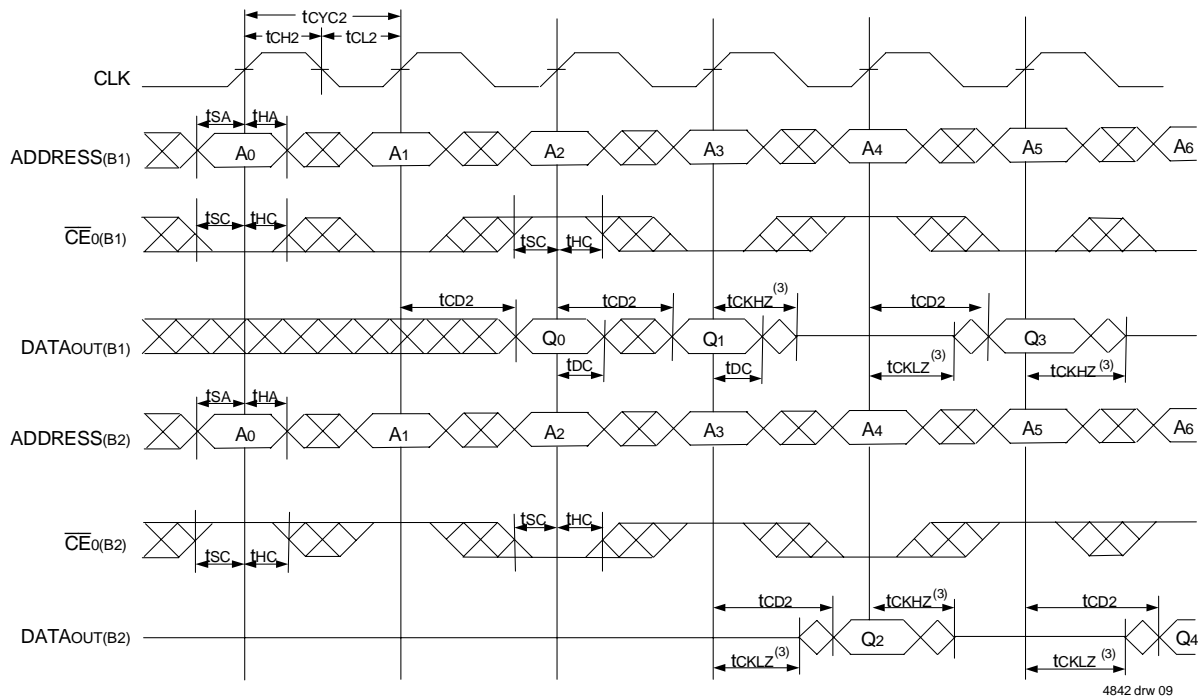 tCYC2
tCH2 tCL2
CLK
tSA tHA
ADDRESS(B1) A0 A1 A2 A3 A4 A5 A6
tSC tHC
CE0(B1)
tSC tHC
tCD2 tCD2 tCKHZ(3) tCD2
DATAOUT(B1) Q0 Q1 Q3
tDC tDC tCKLZ(3) tCKHZ(3)
tSA tHA
ADDRESS(B2) A0 A1 A2 A3 A4 A5 A6
tSC tHC
CE0(B2)
tSC tHC
tCD2 tCKHZ(3) tCD2
DATAOUT(B2) Q2 Q4
tCKLZ(3) tCKLZ(3)
4842 drw 09